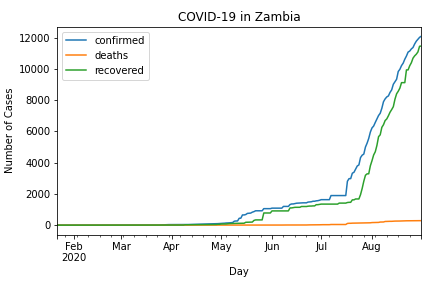 COVID-19 in Zambia
confirmed
deaths
recovered
12000
10000
8000
6000
4000
2000
0
Number of Cases
Feb
2020
Mar
Apr
May
Jun
Jul
Aug
Day